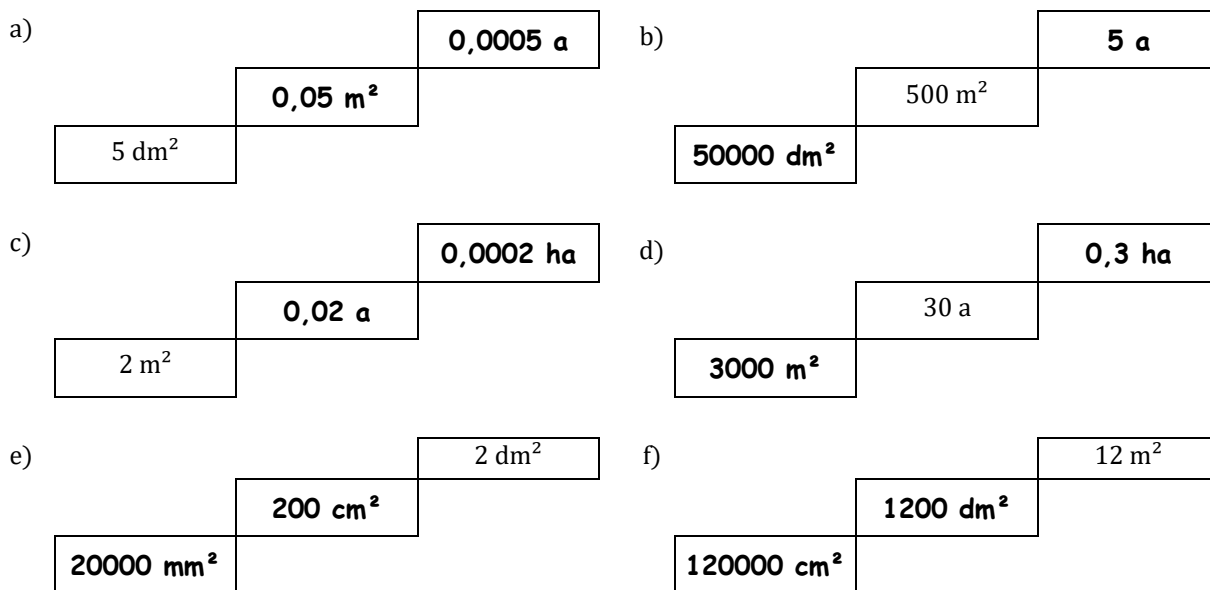 a)
0,0005 a
0,05 m²
5 dm²
b)
5 a
500 m²
50000 dm²
c)
0,0002 ha
0,02 a
2 m²
d)
0,3 ha
30 a
3000 m²
e)
2 dm²
200 cm²
20000 mm²
f)
12 m²
1200 dm²
120000 cm²